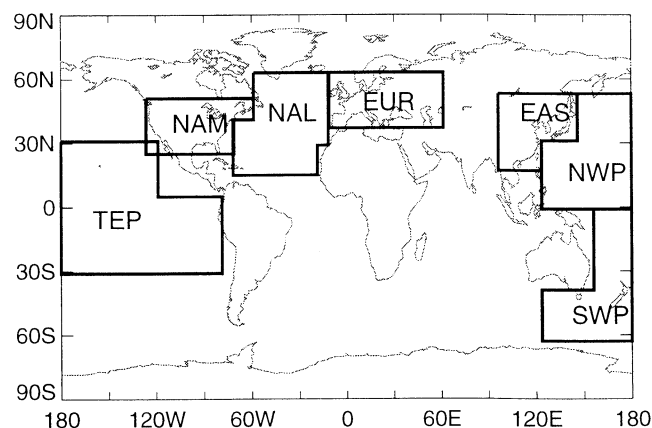 90N
60N
30N
0
30S
60S
90S
NAM
NAL
EUR
EAS
NWP
TEP
SWP
180 120W 60W 0 60E 120E 180